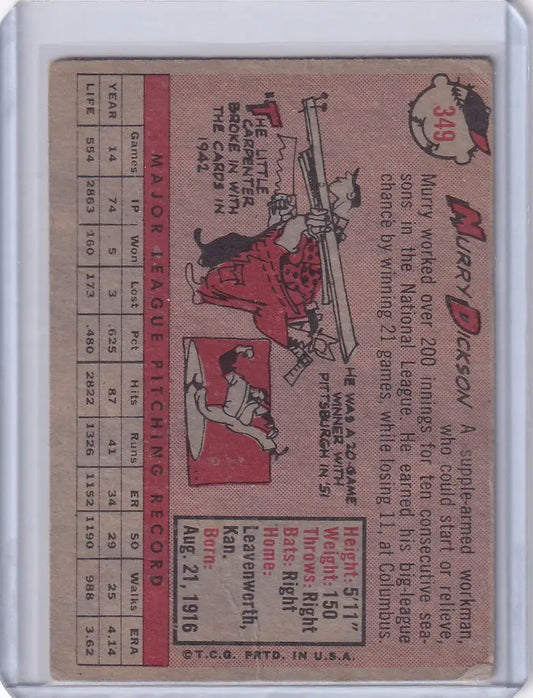 349
MURRY DICKSON A supple-armed workman,
who could start or relieve,
Murry worked over 200 innings for ten consecutive sea-
sons in the National League. He earned his big-league
chance by winning 21 games, while losing 11, at Columbus.
THE LITTLE
CARPENTER
BROKE IN WITH
THE CARDS IN
1942
HE WAS A 20 GAME
WINNER WITH
PITTSBURGH IN '51
Height: 5'11"
Weight: 150
Throws: Right
Bats: Right
Home:
Leavenworth,
Kan.
Born:
Aug. 21, 1916
©T.C.G. PRTD. IN U.S.A.
MAJOR LEAGUE PITCHING RECORD
Games IP Won Lost Pct Hits Runs ER SO Walks ERA
YEAR 14 74 5 3 .625 87 41 34 29 25 4.14
LIFE 554 2863 160 173 .480 2822 1326 1152 1190 988 3.62